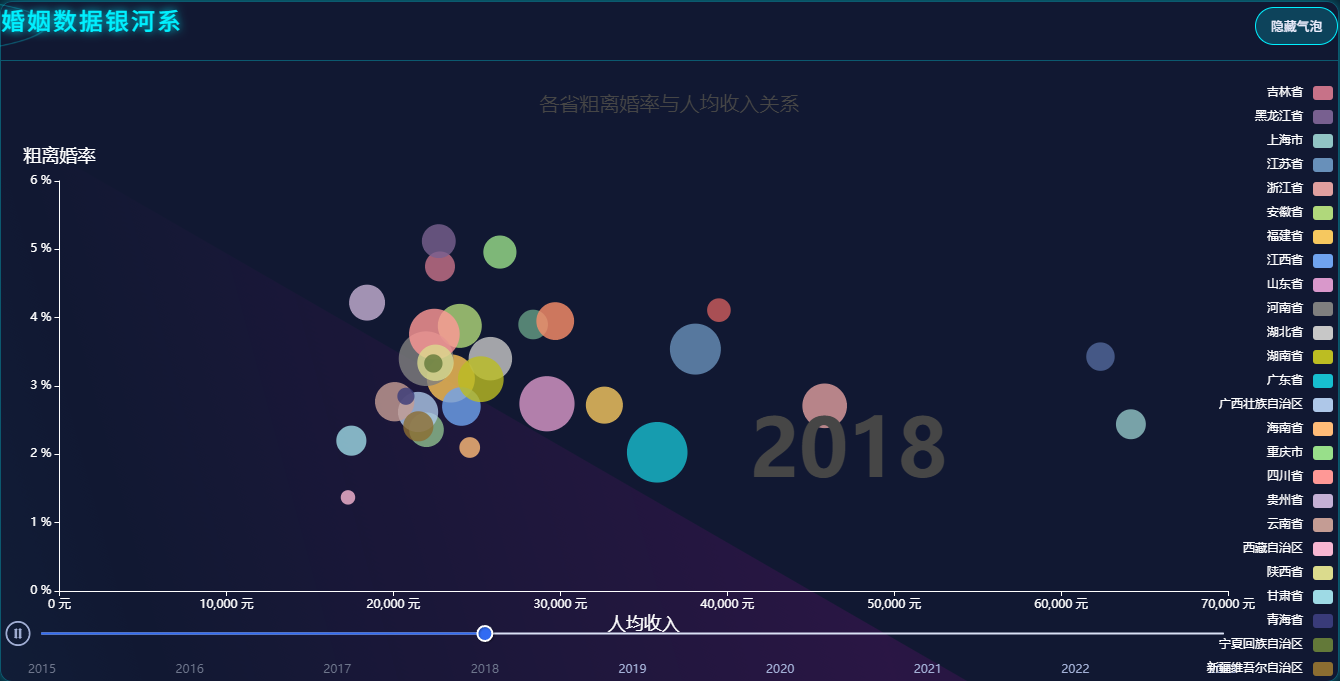 婚姻数据银河系
隐藏气泡
各省粗离婚率与人均收入关系
粗离婚率
6 %
5 %
4 %
3 %
2 %
1 %
0 %
0 元
10,000 元
20,000 元
30,000 元
40,000 元
50,000 元
60,000 元
70,000 元
人均收入
2018
吉林省
黑龙江省
上海市
江苏省
浙江省
安徽省
福建省
江西省
山东省
河南省
湖北省
湖南省
广东省
广西壮族自治区
海南省
重庆市
四川省
贵州省
云南省
西藏自治区
陕西省
甘肃省
青海省
宁夏回族自治区
新疆维吾尔自治区
2015
2016
2017
2018
2019
2020
2021
2022